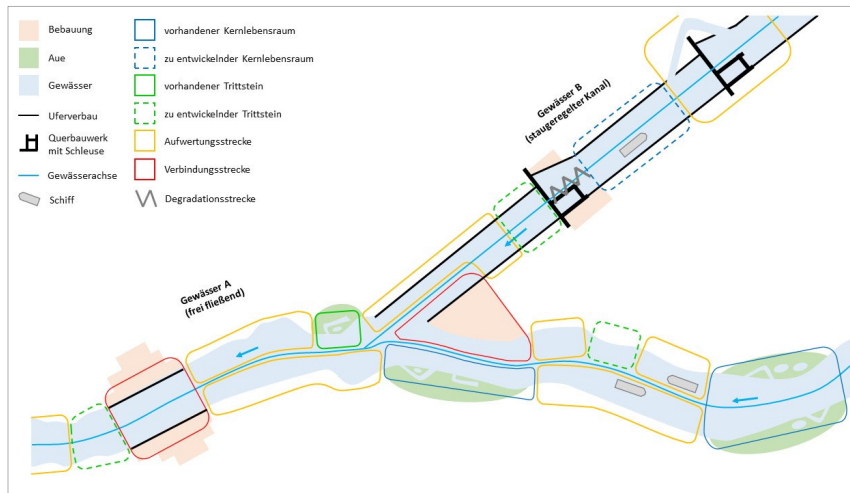 Bebauung
Aue
Gewässer
Uferverbau
Querbauwerk
mit Schleuse
Gewässerachse
Schiff
vorhandener Kernlebensraum
zu entwickelnder Kernlebensraum
vorhandener Trittstein
zu entwickelnder Trittstein
Aufwertungsstrecke
Verbindungsstrecke
Degradationsstrecke
Gewässer B
(staugeregelter Kanal)
Gewässer A
(frei fließend)